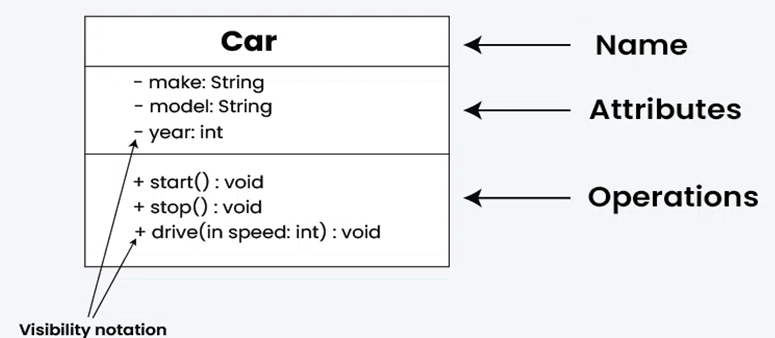 Car
Name
- make: String
- model: String
- year: int
Attributes
+ start() : void
+ stop() : void
+ drive(in speed: int) : void
Operations
Visibility notation